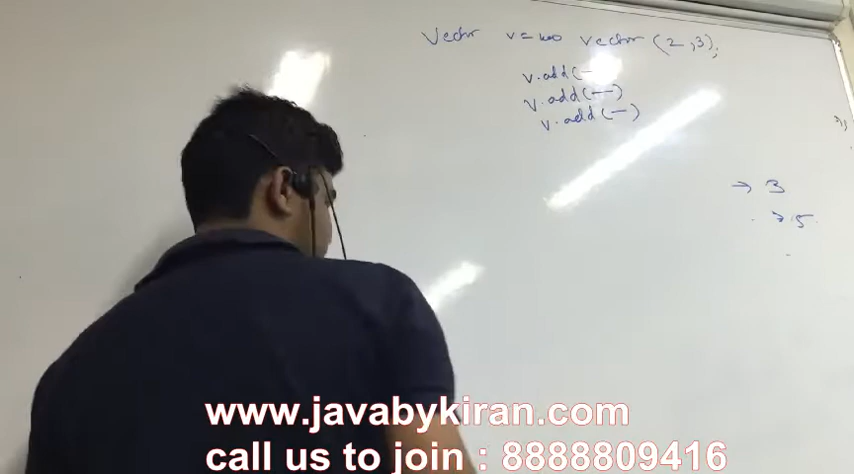 Vector v = new vector (2,3);
v.add(—
v.add(—)
v.add(—)
→ 3
→ 5
www.javabykiran.com
call us to join : 8888809416